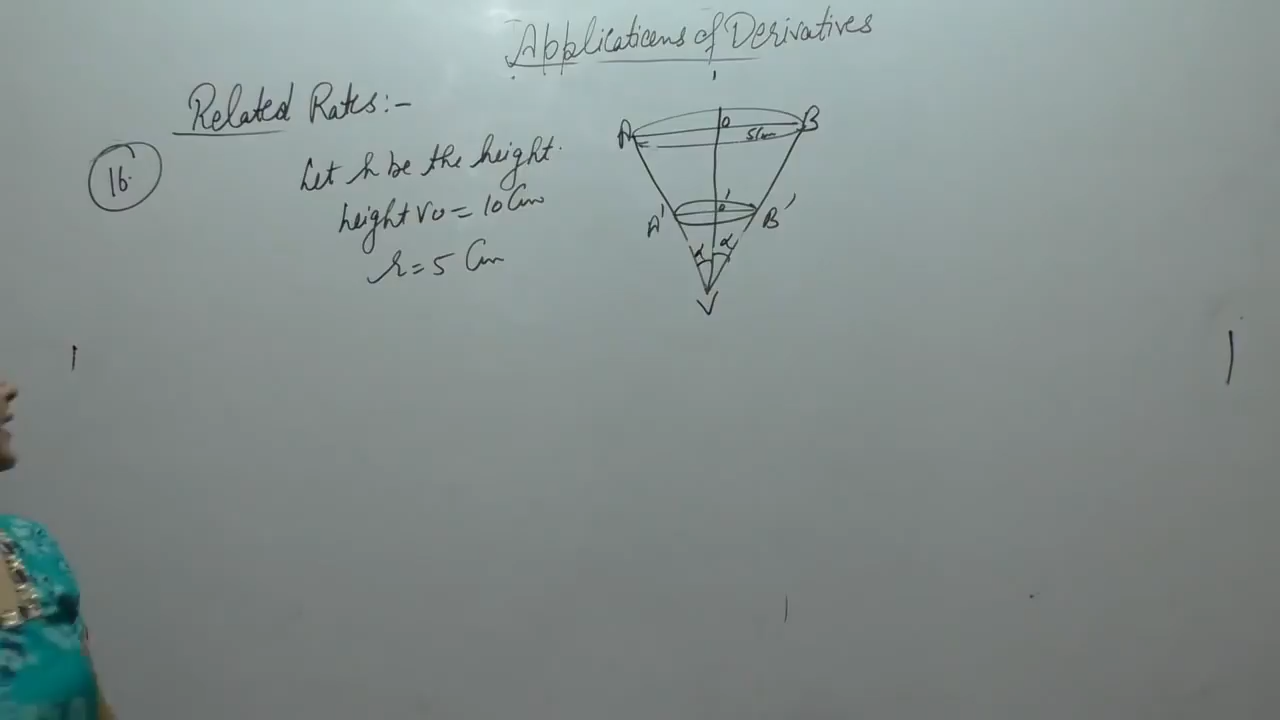 Applications of Derivatives
Related Rates:-
16.
Let h be the height.
height VO = 10 Cm
r = 5 Cm
A
O
B
5Cm
A'
O'
B'
α
α
V